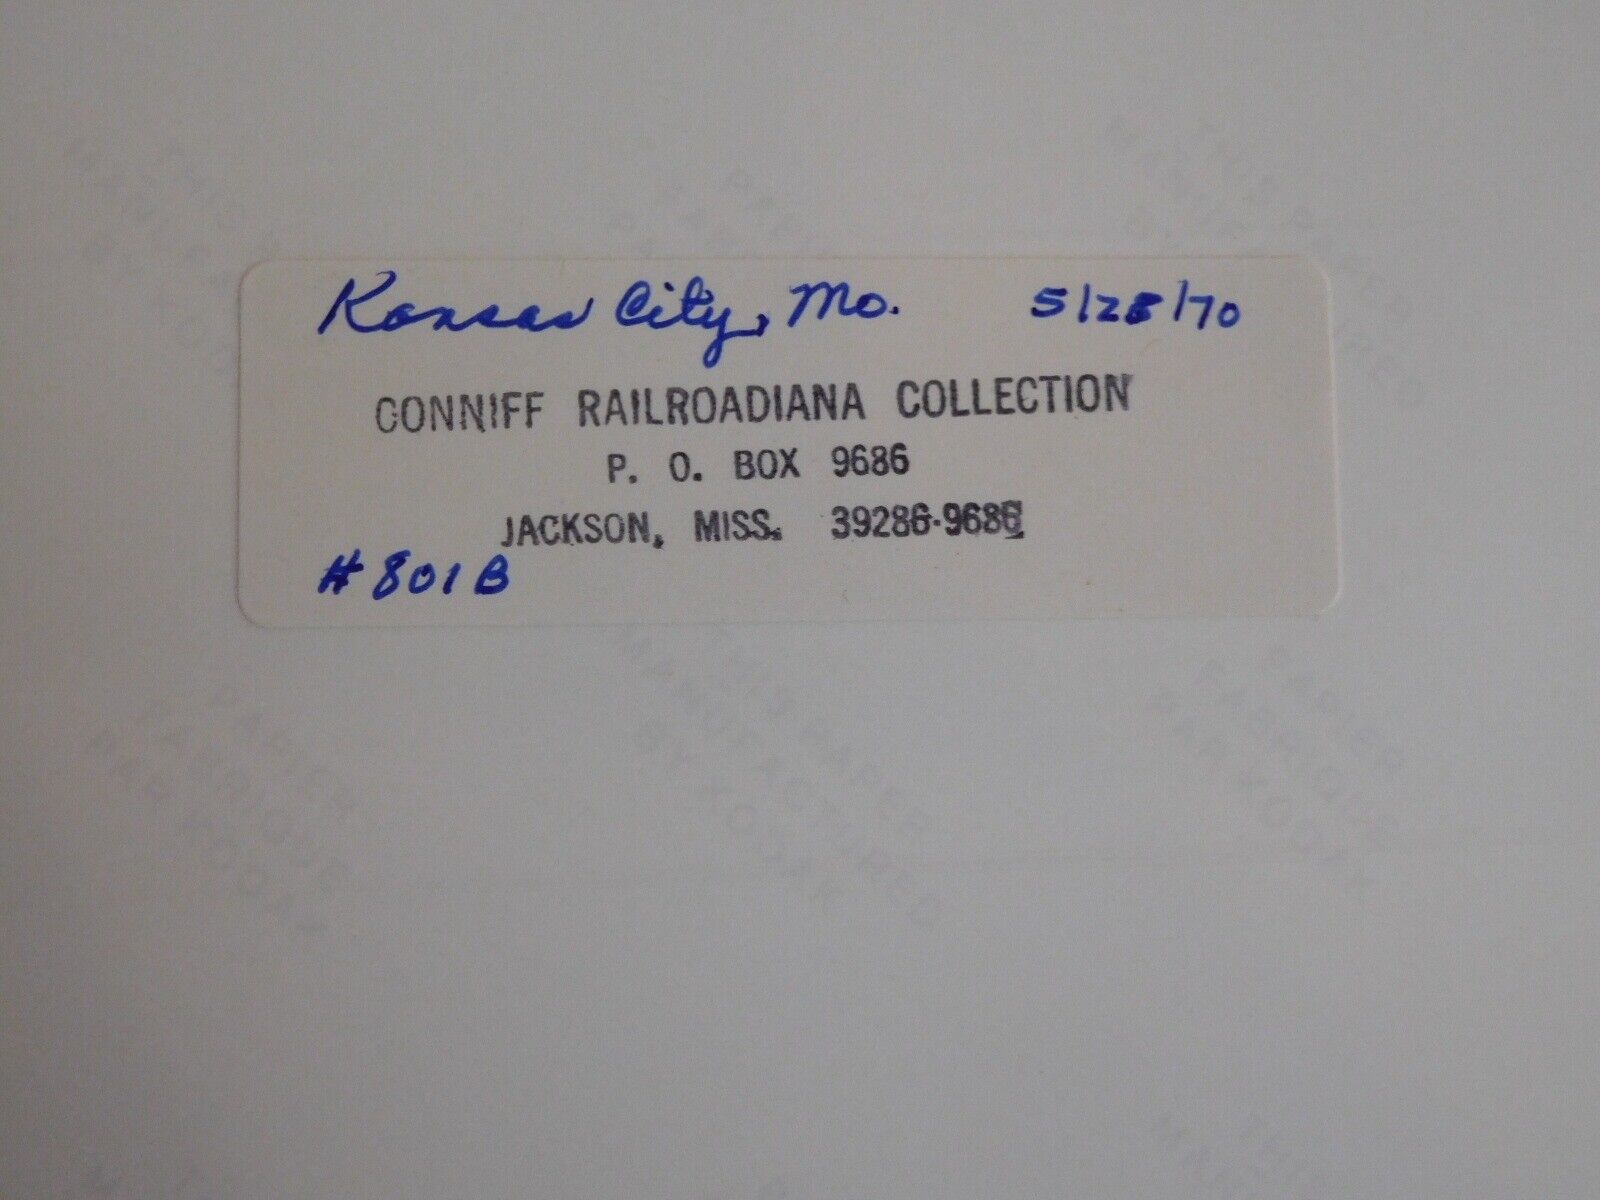 Kansas City, Mo. 5/28/70
CONNIFF RAILROADIANA COLLECTION
P. O. BOX 9686
JACKSON, MISS. 39286-9686
#801B